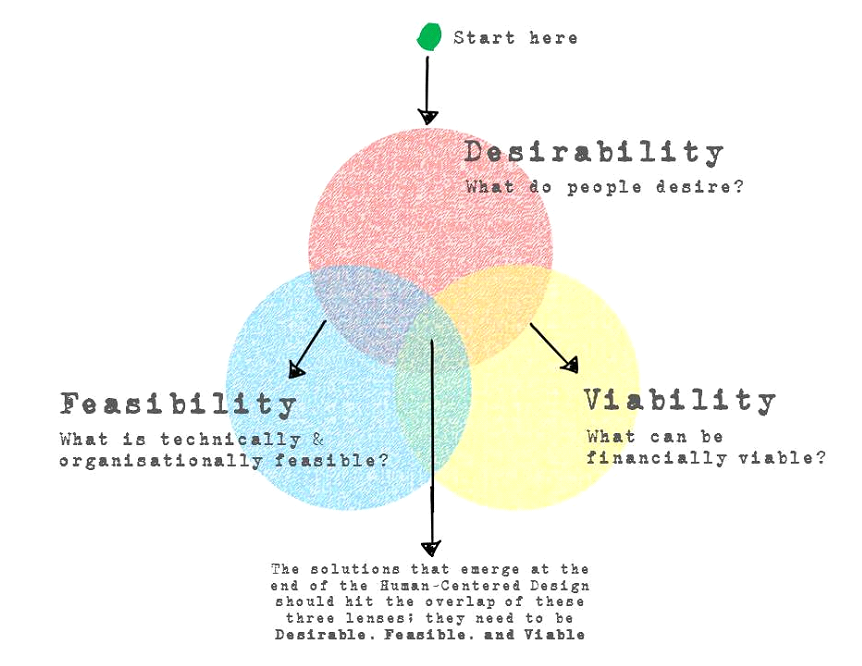 Start here
Desirability
What do people desire?
Feasibility
What is technically &
organisationally feasible?
Viability
What can be
financially viable?
The solutions that emerge at the
end of the Human-Centered Design
should hit the overlap of these
three lenses; they need to be
Desirable, Feasible, and Viable